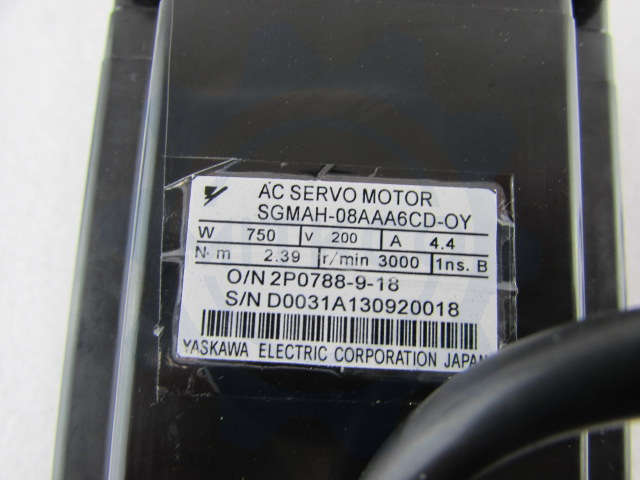 AC SERVO MOTOR
SGMAH-08AAA6CD-OY
W 750 V 200 A 4.4
N·m 2.39 r/min 3000 1ns. B
O/N 2P0788-9-18
S/N D0031A130920018
YASKAWA ELECTRIC CORPORATION JAPAN